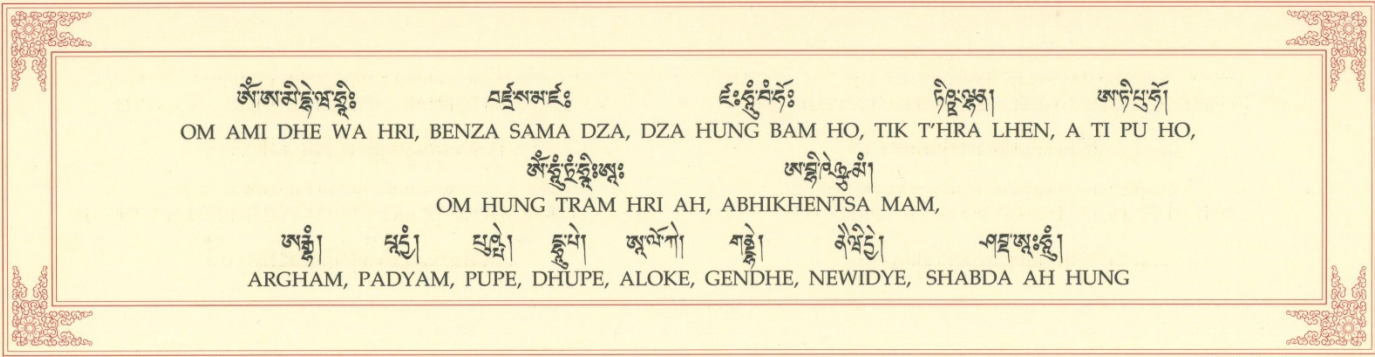 ཨོཾ་ཨ་མི་དྷེ་ཝ་ཧྲཱིཿ བཛྲ་ས་མ་ཛཿ ཛཿཧཱུྃ་བཾ་ཧོཿ ཏིཥྛ་ལྷན། ཨ་ཏི་པུ་ཧོ།
OM AMI DHE WA HRI, BENZA SAMA DZA, DZA HUNG BAM HO, TIK T'HRA LHEN, A TI PU HO,
ཨོཾ་ཧཱུྃ་ཏྲཾ་ཧྲཱིཿཨཱཿ ཨ་བྷི་ཥིཉྩ་མཾ།
OM HUNG TRAM HRI AH, ABHIKHENTSA MAM,
ཨརྒྷཾ། པཱདྱཾ། པུཥྤེ། དྷཱུ་པེ། ཨཱ་ལོ་ཀེ། གནྡྷེ། ནཻ་ཝི་དྱེ། ཤབྡ་ཨཱཿཧཱུྃ།
ARGHAM, PADYAM, PUPE, DHUPE, ALOKE, GENDHE, NEWIDYE, SHABDA AH HUNG